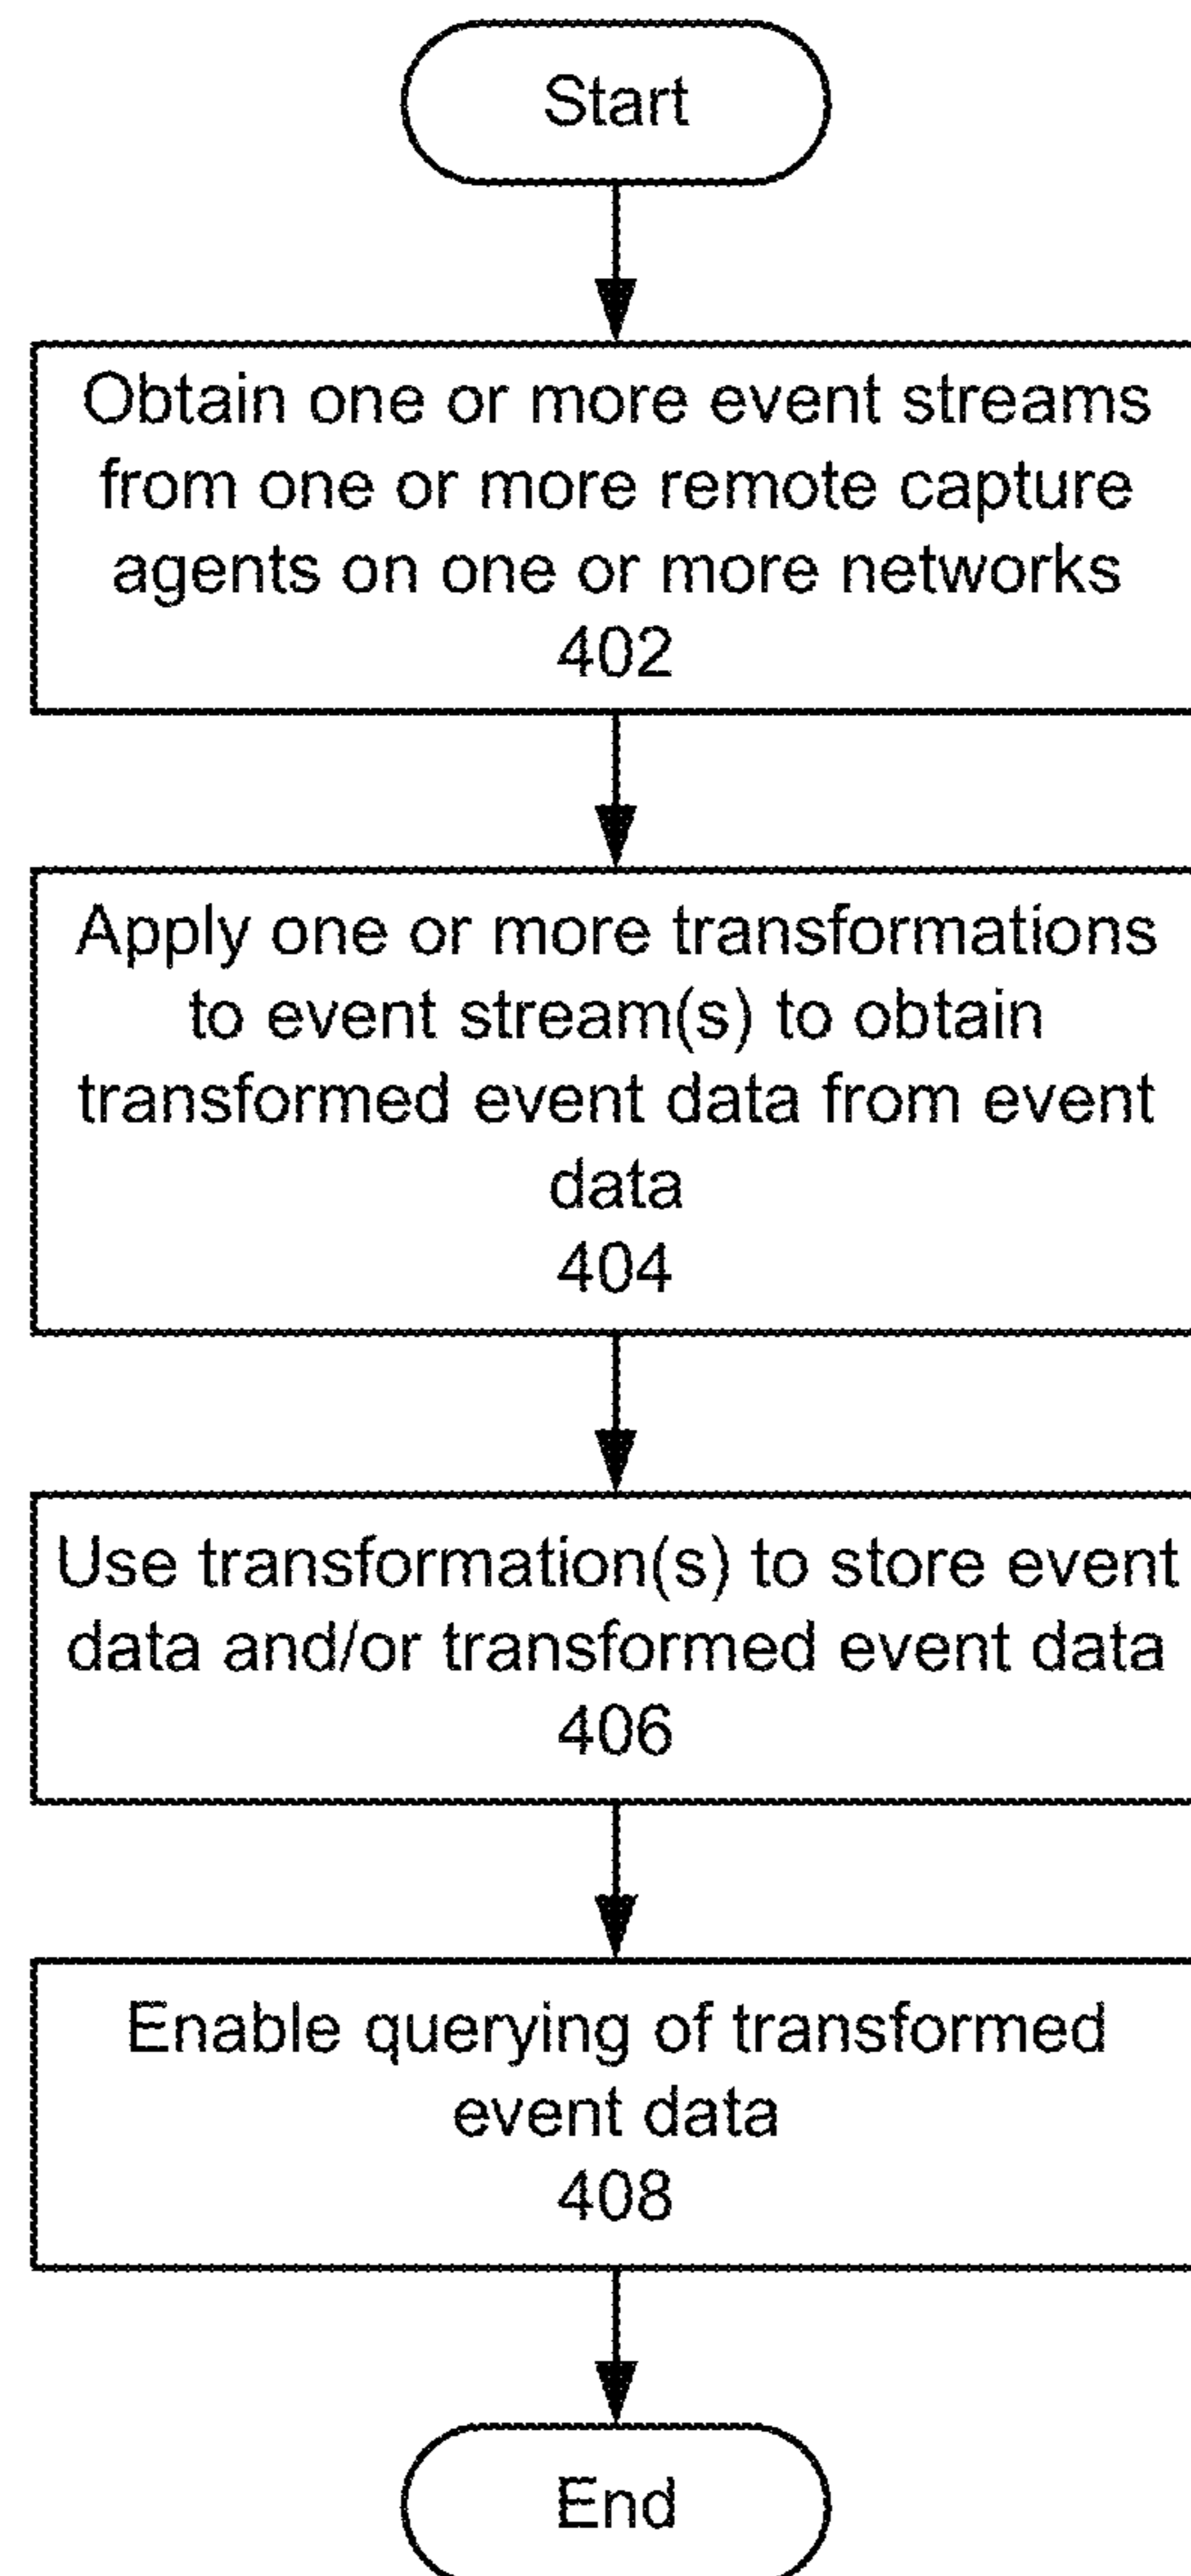 Start
Obtain one or more event streams
from one or more remote capture
agents on one or more networks
402
Apply one or more transformations
to event stream(s) to obtain
transformed event data from event
data
404
Use transformation(s) to store event
data and/or transformed event data
406
Enable querying of transformed
event data
408
End